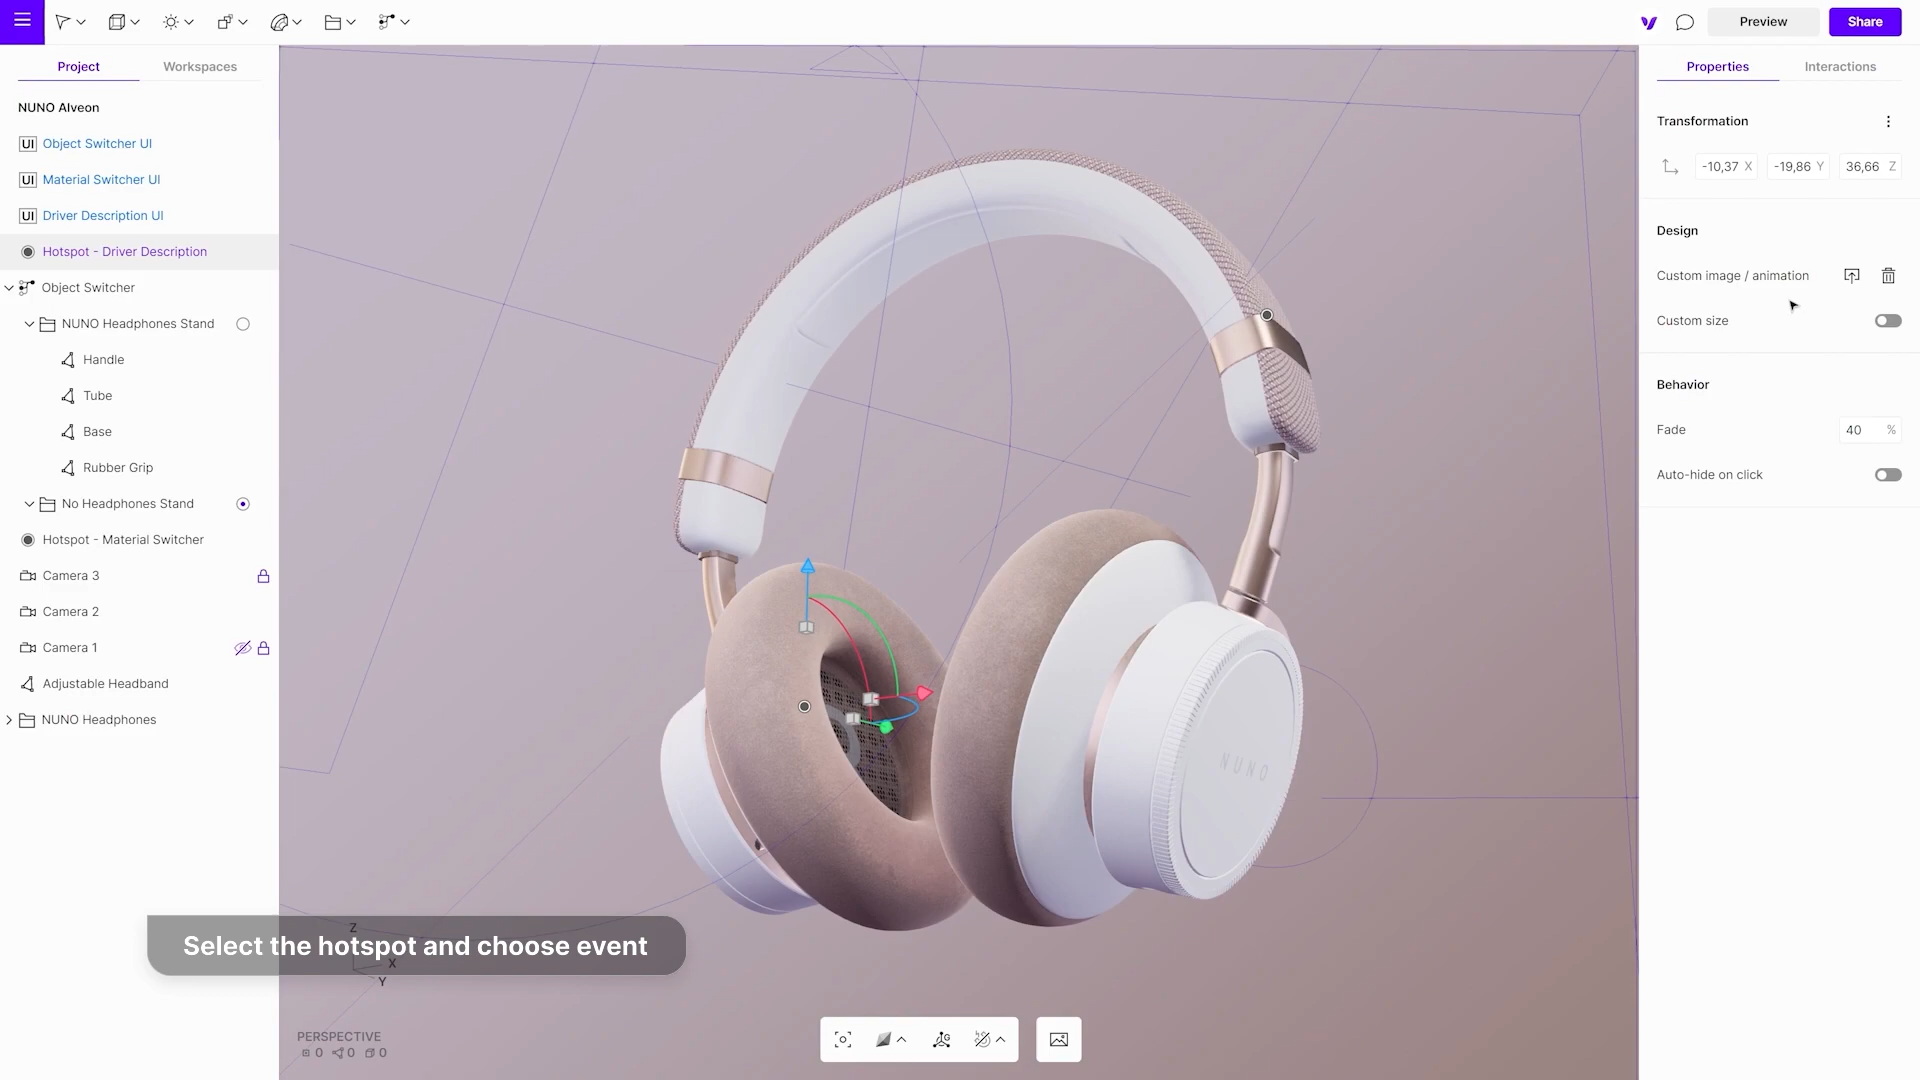 Preview
Share
Project
Workspaces
Properties
Interactions
NUNO Alveon
UI Object Switcher UI
UI Material Switcher UI
UI Driver Description UI
Hotspot - Driver Description
Object Switcher
NUNO Headphones Stand
Handle
Tube
Base
Rubber Grip
No Headphones Stand
Hotspot - Material Switcher
Camera 3
Camera 2
Camera 1
Adjustable Headband
NUNO Headphones
Transformation
-10,37 X -19,86 Y 36,66 Z
Design
Custom image / animation
Custom size
Behavior
Fade 40 %
Auto-hide on click
NUNO
Select the hotspot and choose event
Z
X
Y
PERSPECTIVE
0 0 0